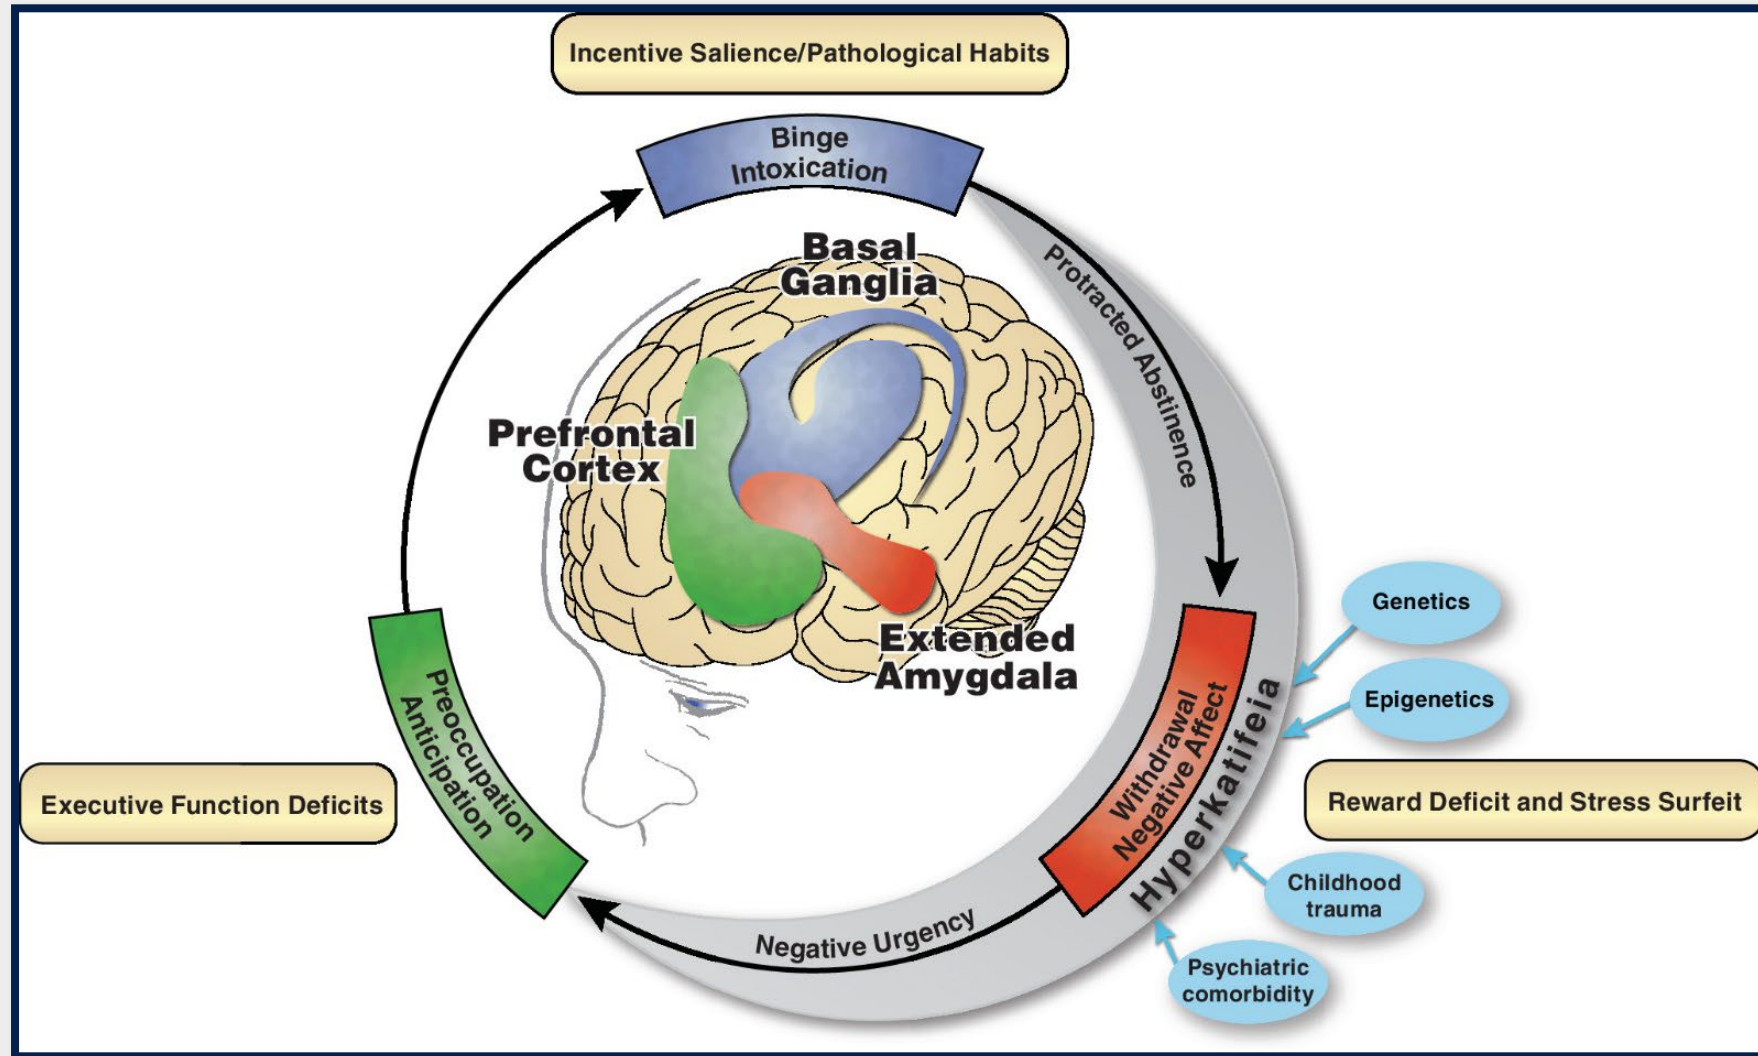 Incentive Salience/Pathological Habits
Binge
Intoxication
Basal
Ganglia
Protracted Abstinence
Prefrontal
Cortex
Extended
Amygdala
Genetics
Epigenetics
Withdrawal
Negative Affect
Hyperkatifeia
Reward Deficit and Stress Surfeit
Preoccupation
Anticipation
Executive Function Deficits
Childhood
trauma
Negative Urgency
Psychiatric
comorbidity